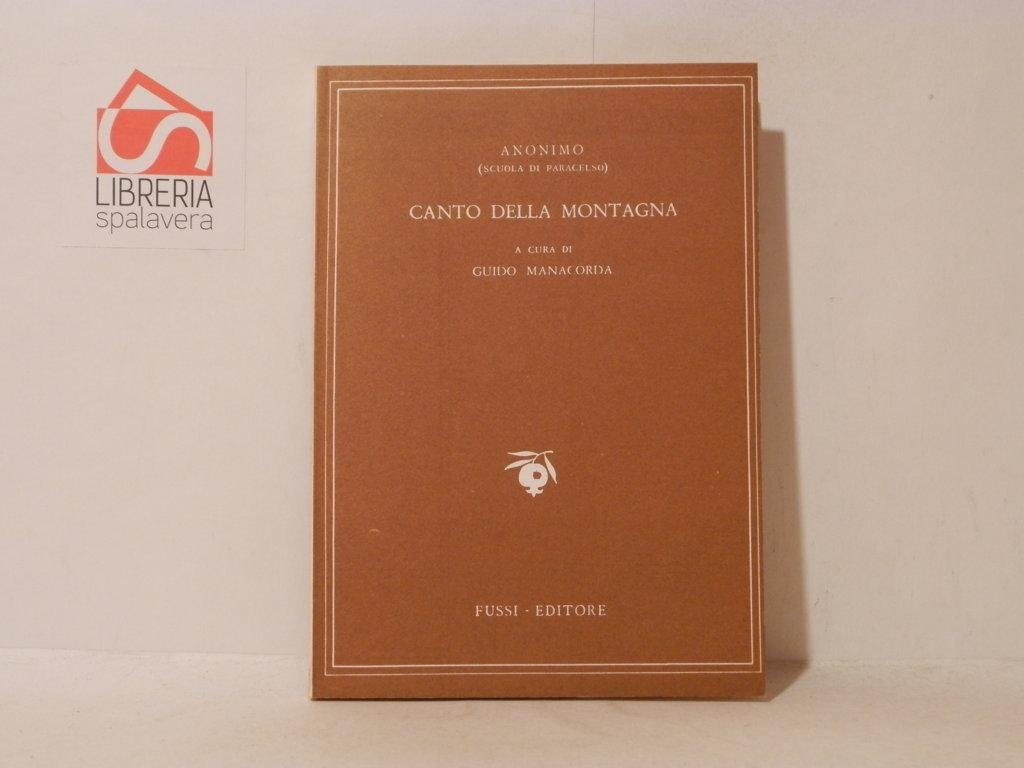 LIBRERIA
spalavera
ANONIMO
(SCUOLA DI PARACELSO)
CANTO DELLA MONTAGNA
A CURA DI
GUIDO MANACORDA
FUSSI - EDITORE